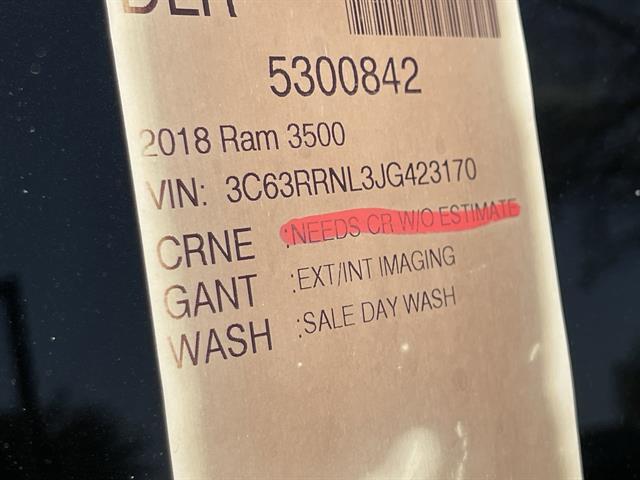 DLR
5300842
2018 Ram 3500
VIN: 3C63RRNL3JG423170
CRNE :NEEDS CR W/O ESTIMATE
GANT :EXT/INT IMAGING
WASH :SALE DAY WASH